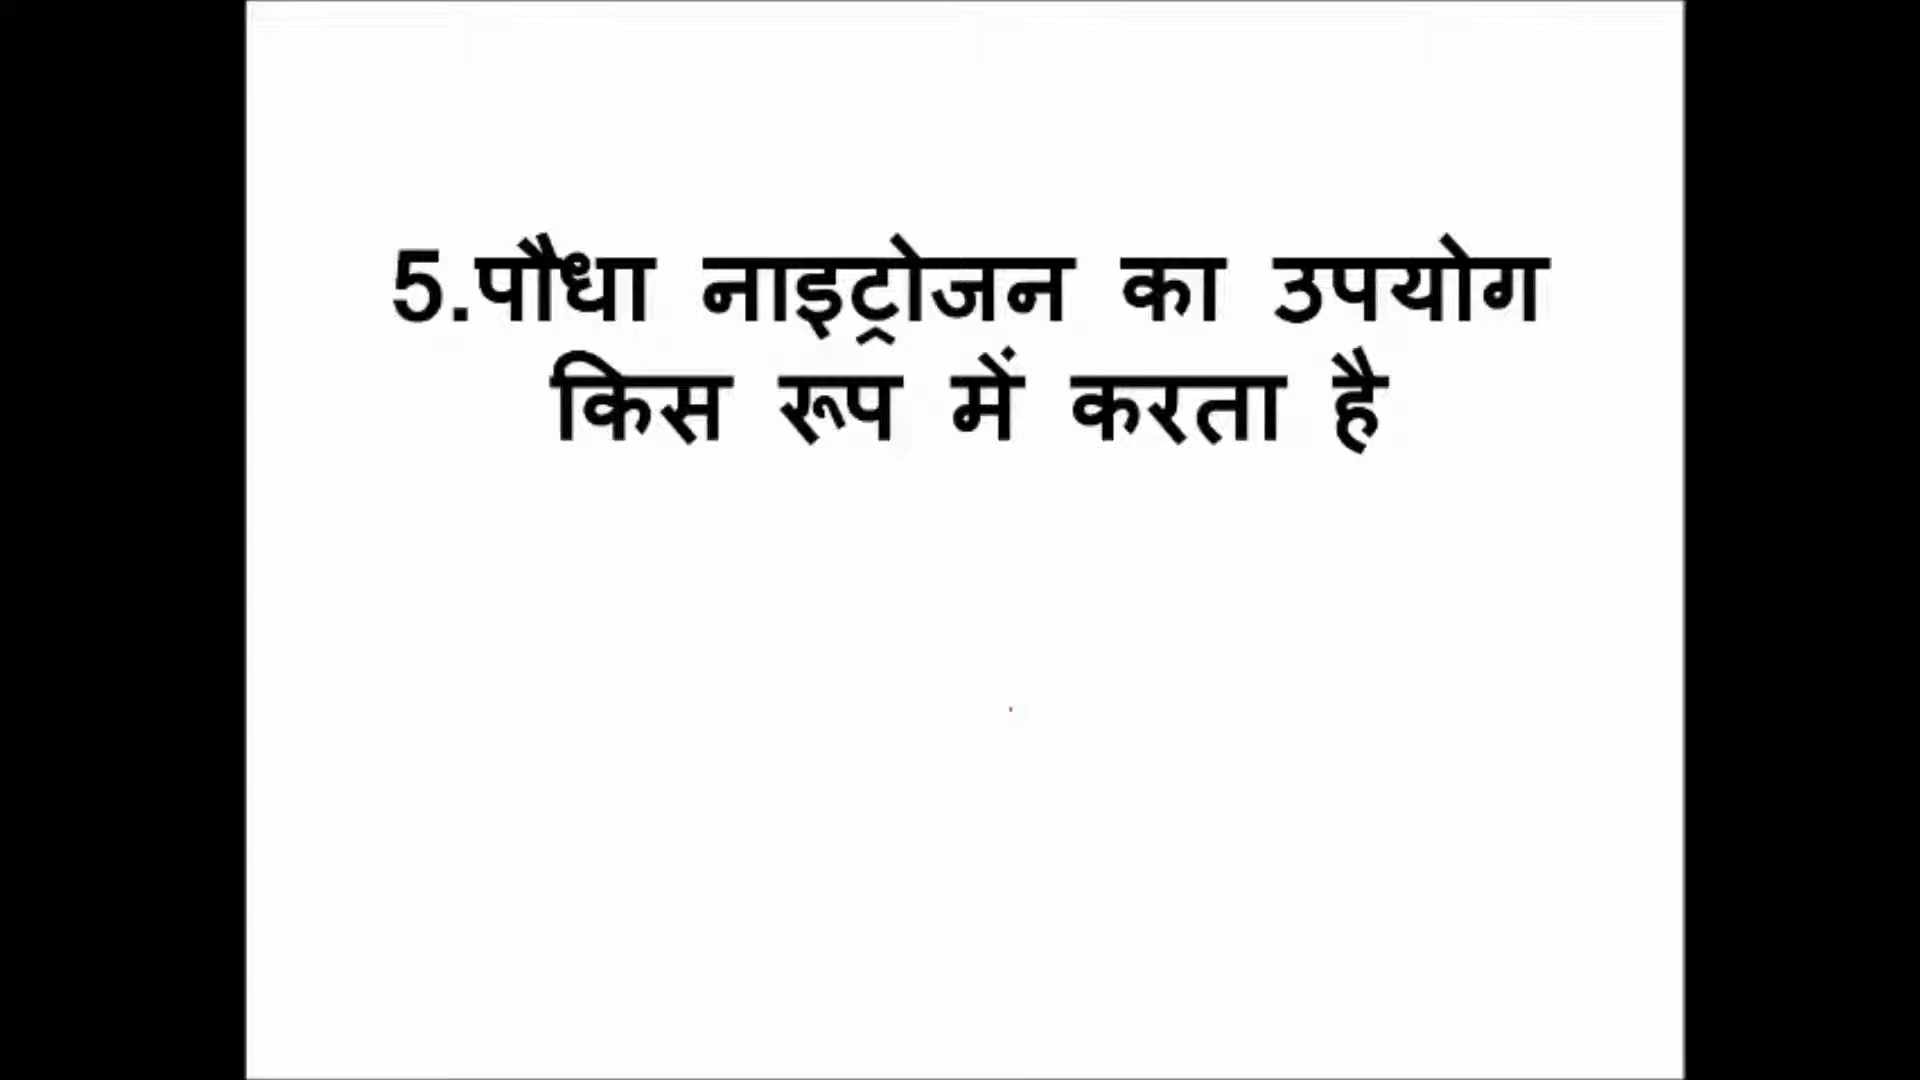 5.पौधा नाइट्रोजन का उपयोग
किस रूप में करता है